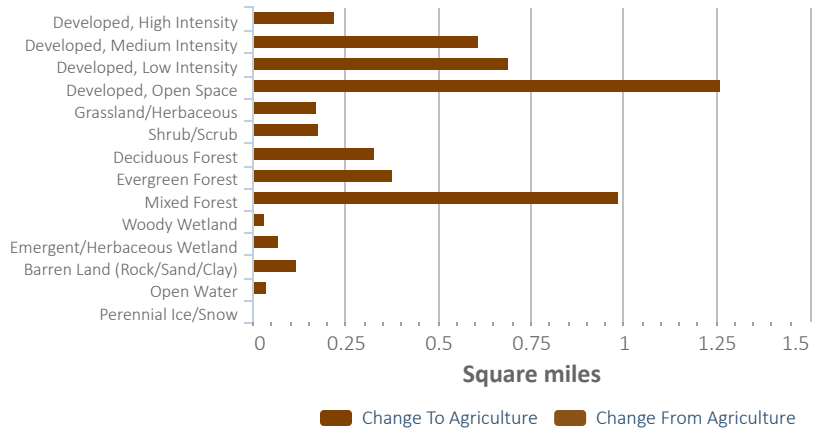 Developed, High Intensity
Developed, Medium Intensity
Developed, Low Intensity
Developed, Open Space
Grassland/Herbaceous
Shrub/Scrub
Deciduous Forest
Evergreen Forest
Mixed Forest
Woody Wetland
Emergent/Herbaceous Wetland
Barren Land (Rock/Sand/Clay)
Open Water
Perennial Ice/Snow
0 0.25 0.5 0.75 1 1.25 1.5
Square miles
Change To Agriculture Change From Agriculture